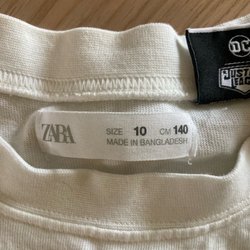 ZARA
SIZE 10 CM 140
MADE IN BANGLADESH
DC
JUSTICE
LEAGUE